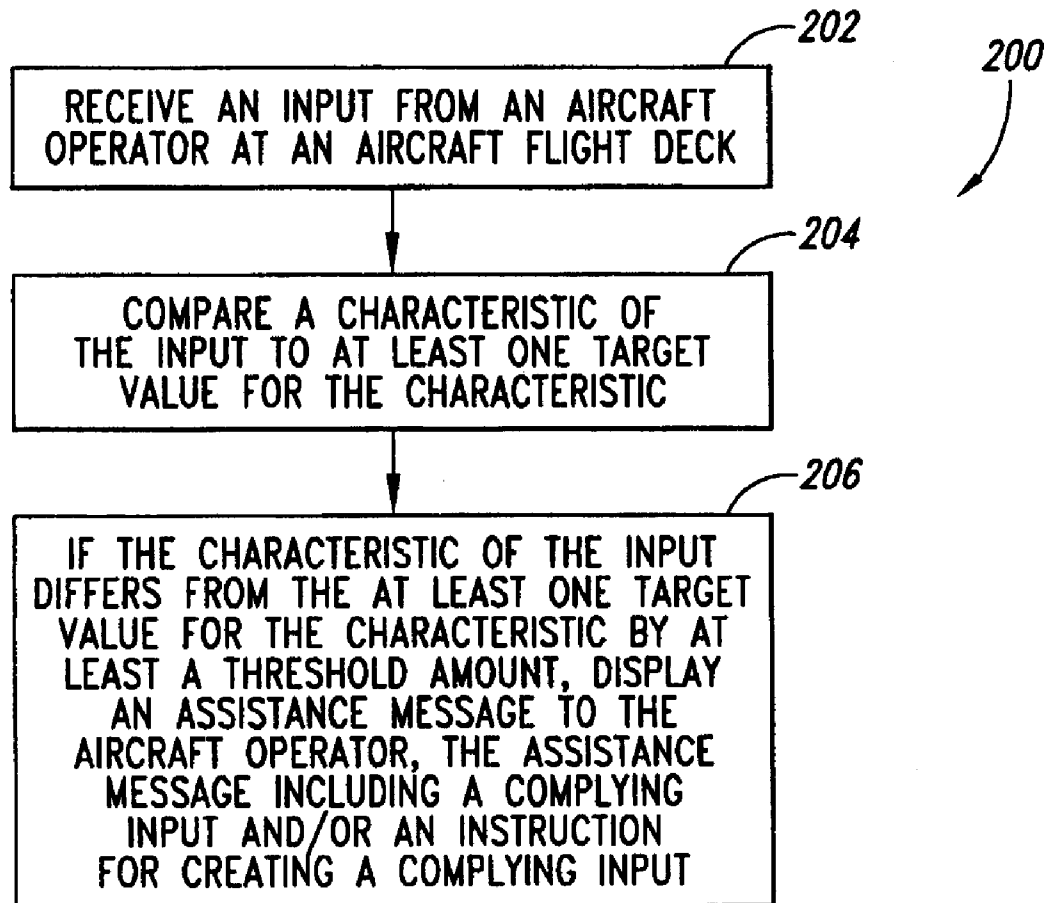 202
200
RECEIVE AN INPUT FROM AN AIRCRAFT
OPERATOR AT AN AIRCRAFT FLIGHT DECK
204
COMPARE A CHARACTERISTIC OF
THE INPUT TO AT LEAST ONE TARGET
VALUE FOR THE CHARACTERISTIC
206
IF THE CHARACTERISTIC OF THE INPUT
DIFFERS FROM THE AT LEAST ONE TARGET
VALUE FOR THE CHARACTERISTIC BY AT
LEAST A THRESHOLD AMOUNT, DISPLAY
AN ASSISTANCE MESSAGE TO THE
AIRCRAFT OPERATOR, THE ASSISTANCE
MESSAGE INCLUDING A COMPLYING
INPUT AND/OR AN INSTRUCTION
FOR CREATING A COMPLYING INPUT